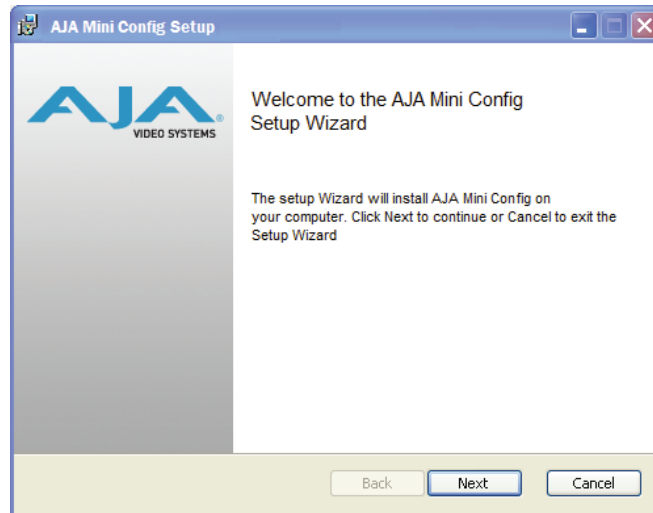 AJA Mini Config Setup
AJA®
VIDEO SYSTEMS
Welcome to the AJA Mini Config
Setup Wizard
The setup Wizard will install AJA Mini Config on
your computer. Click Next to continue or Cancel to exit the
Setup Wizard
Back
Next
Cancel